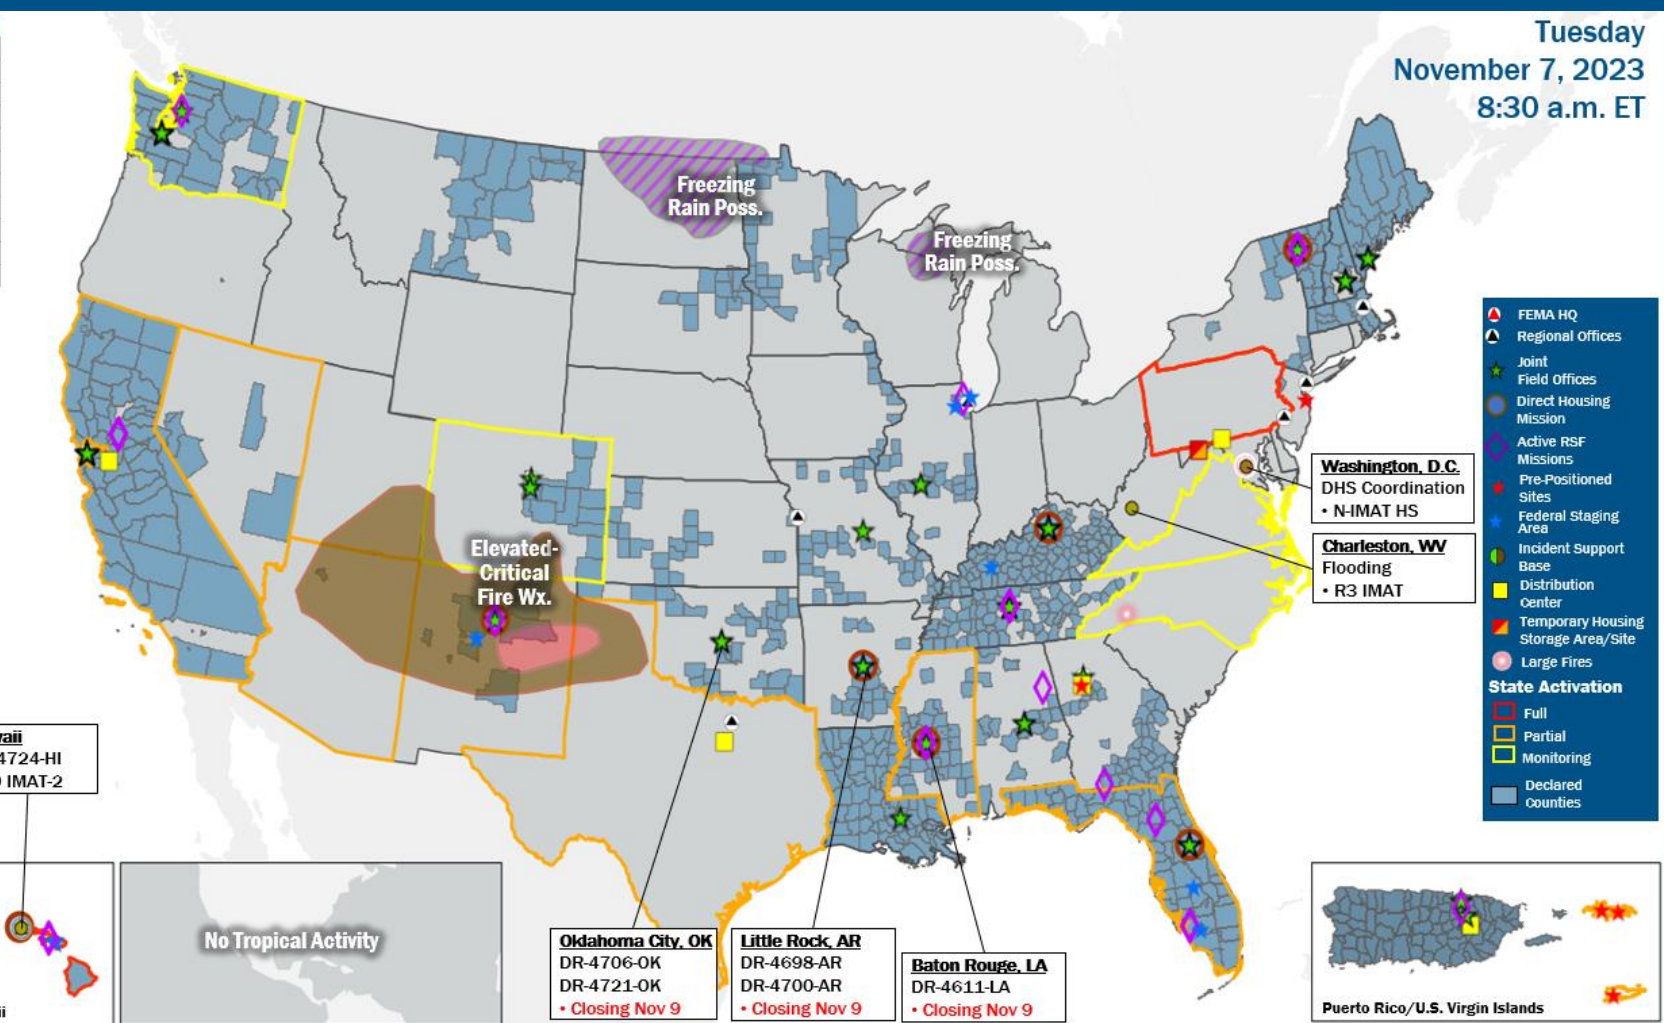 Tuesday
November 7, 2023
8:30 a.m. ET
Freezing
Rain Poss.
Freezing
Rain Poss.
Elevated-
Critical
Fire Wx.
FEMA HQ
Regional Offices
Joint
Field Offices
Direct Housing
Mission
Active RSF
Missions
Pre-Positioned
Sites
Federal Staging
Area
Incident Support
Base
Distribution
Center
Temporary Housing
Storage Area/Site
Large Fires
State Activation
Full
Partial
Monitoring
Declared
Counties
Washington, D.C.
DHS Coordination
• N-IMAT HS
Charleston, WV
Flooding
• R3 IMAT
4724-HI
IMAT-2
No Tropical Activity
Oklahoma City, OK
DR-4706-OK
DR-4721-OK
• Closing Nov 9
Little Rock, AR
DR-4698-AR
DR-4700-AR
• Closing Nov 9
Baton Rouge, LA
DR-4611-LA
• Closing Nov 9
Puerto Rico/U.S. Virgin Islands